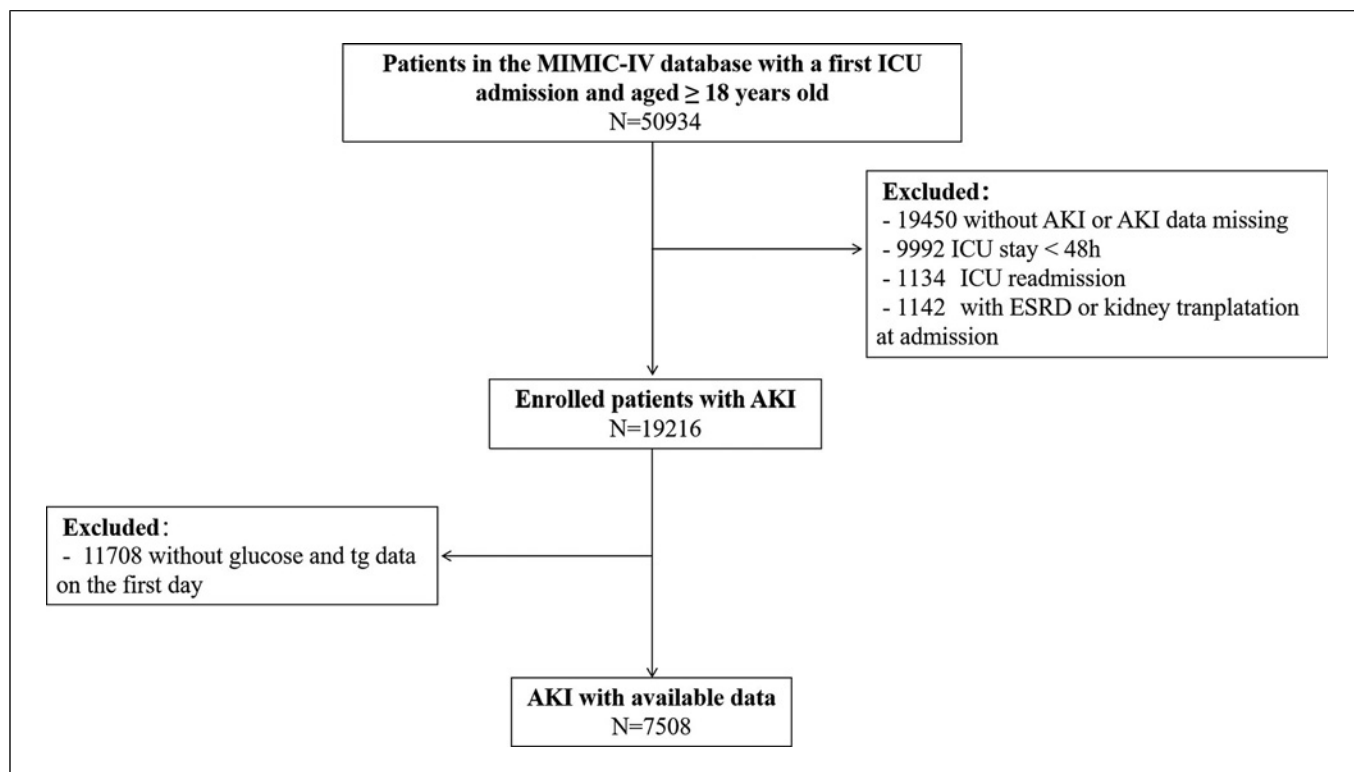 Patients in the MIMIC-IV database with a first ICU
admission and aged ≥ 18 years old
N=50934
Excluded：
- 19450 without AKI or AKI data missing
- 9992 ICU stay < 48h
- 1134 ICU readmission
- 1142 with ESRD or kidney tranplatation
at admission
Enrolled patients with AKI
N=19216
Excluded：
- 11708 without glucose and tg data
on the first day
AKI with available data
N=7508